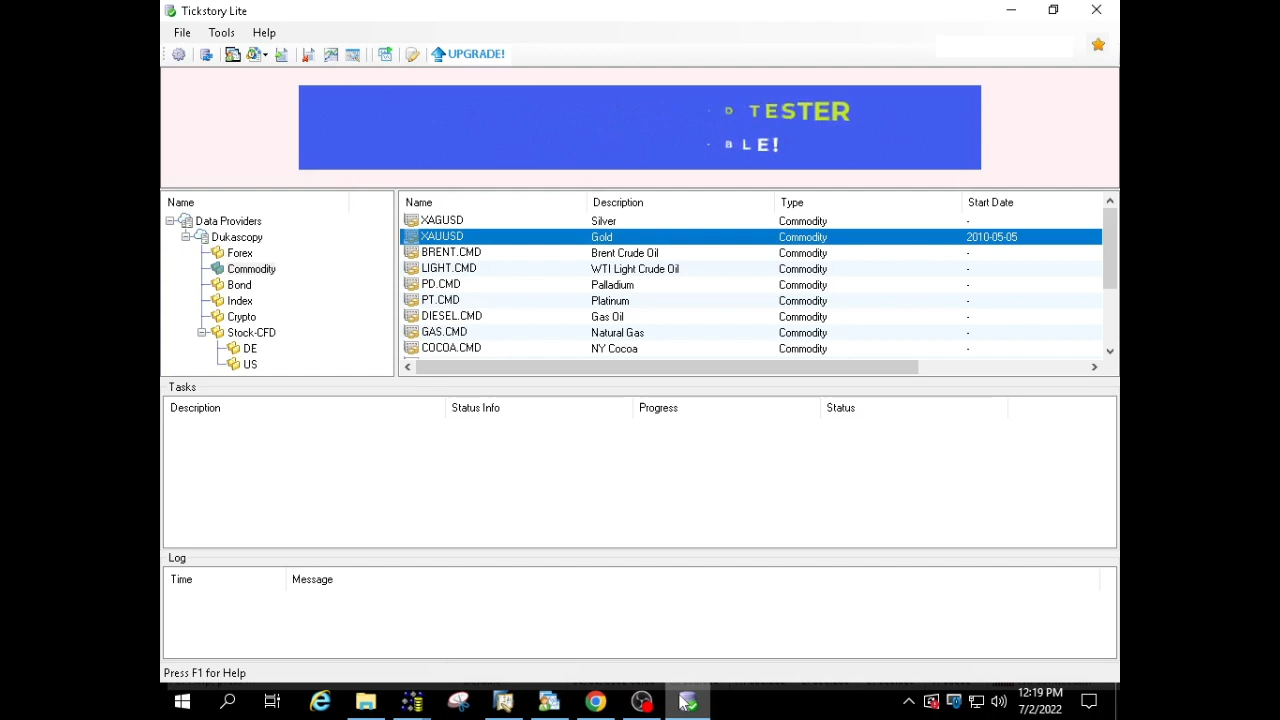 Tickstory Lite
File Tools Help
UPGRADE!
D TESTER
BLE!
Name
Data Providers
Dukascopy
Forex
Commodity
Bond
Index
Crypto
Stock-CFD
DE
US
Name Description Type Start Date
XAGUSD Silver Commodity -
XAUUSD Gold Commodity 2010-05-05
BRENT.CMD Brent Crude Oil Commodity -
LIGHT.CMD WTI Light Crude Oil Commodity -
PD.CMD Palladium Commodity -
PT.CMD Platinum Commodity -
DIESEL.CMD Gas Oil Commodity -
GAS.CMD Natural Gas Commodity -
COCOA.CMD NY Cocoa Commodity -
Tasks
Description Status Info Progress Status
Log
Time Message
Press F1 for Help
12:19 PM
7/2/2022